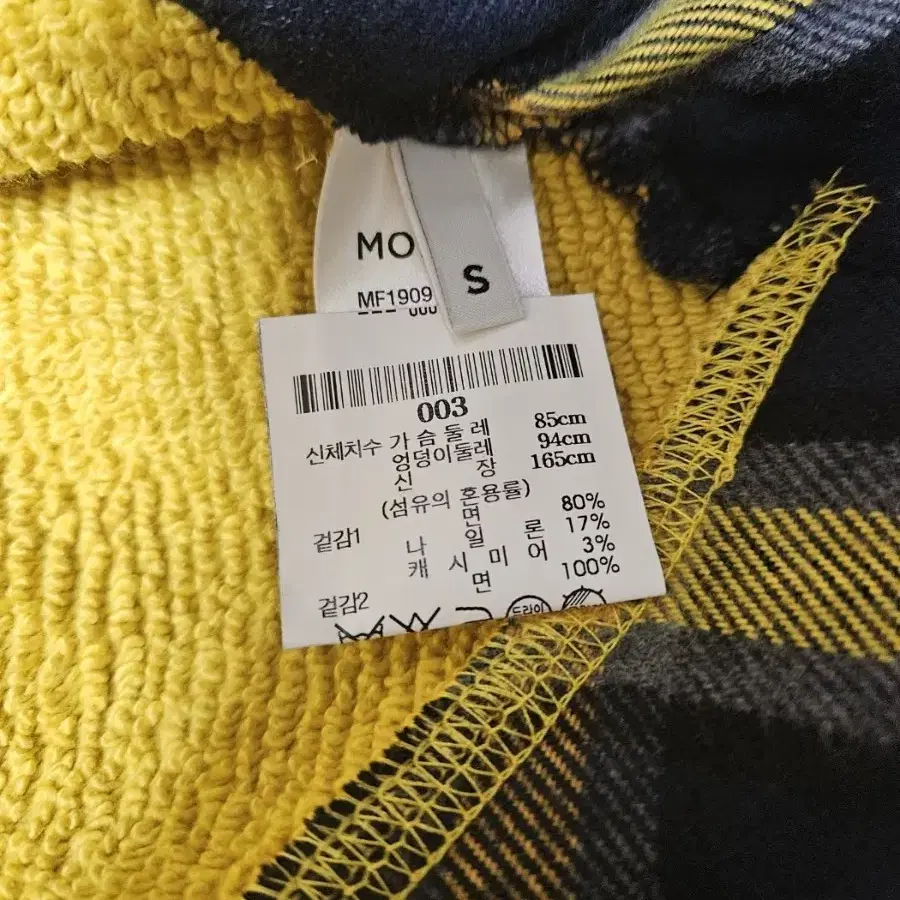 MO
S
MF1909
003
신체치수 가슴둘레 85cm
엉덩이둘레 94cm
신장 165cm
(섬유의 혼용률)
겉감1 면 80%
나일론 17%
캐시미어 3%
겉감2 면 100%
드라이